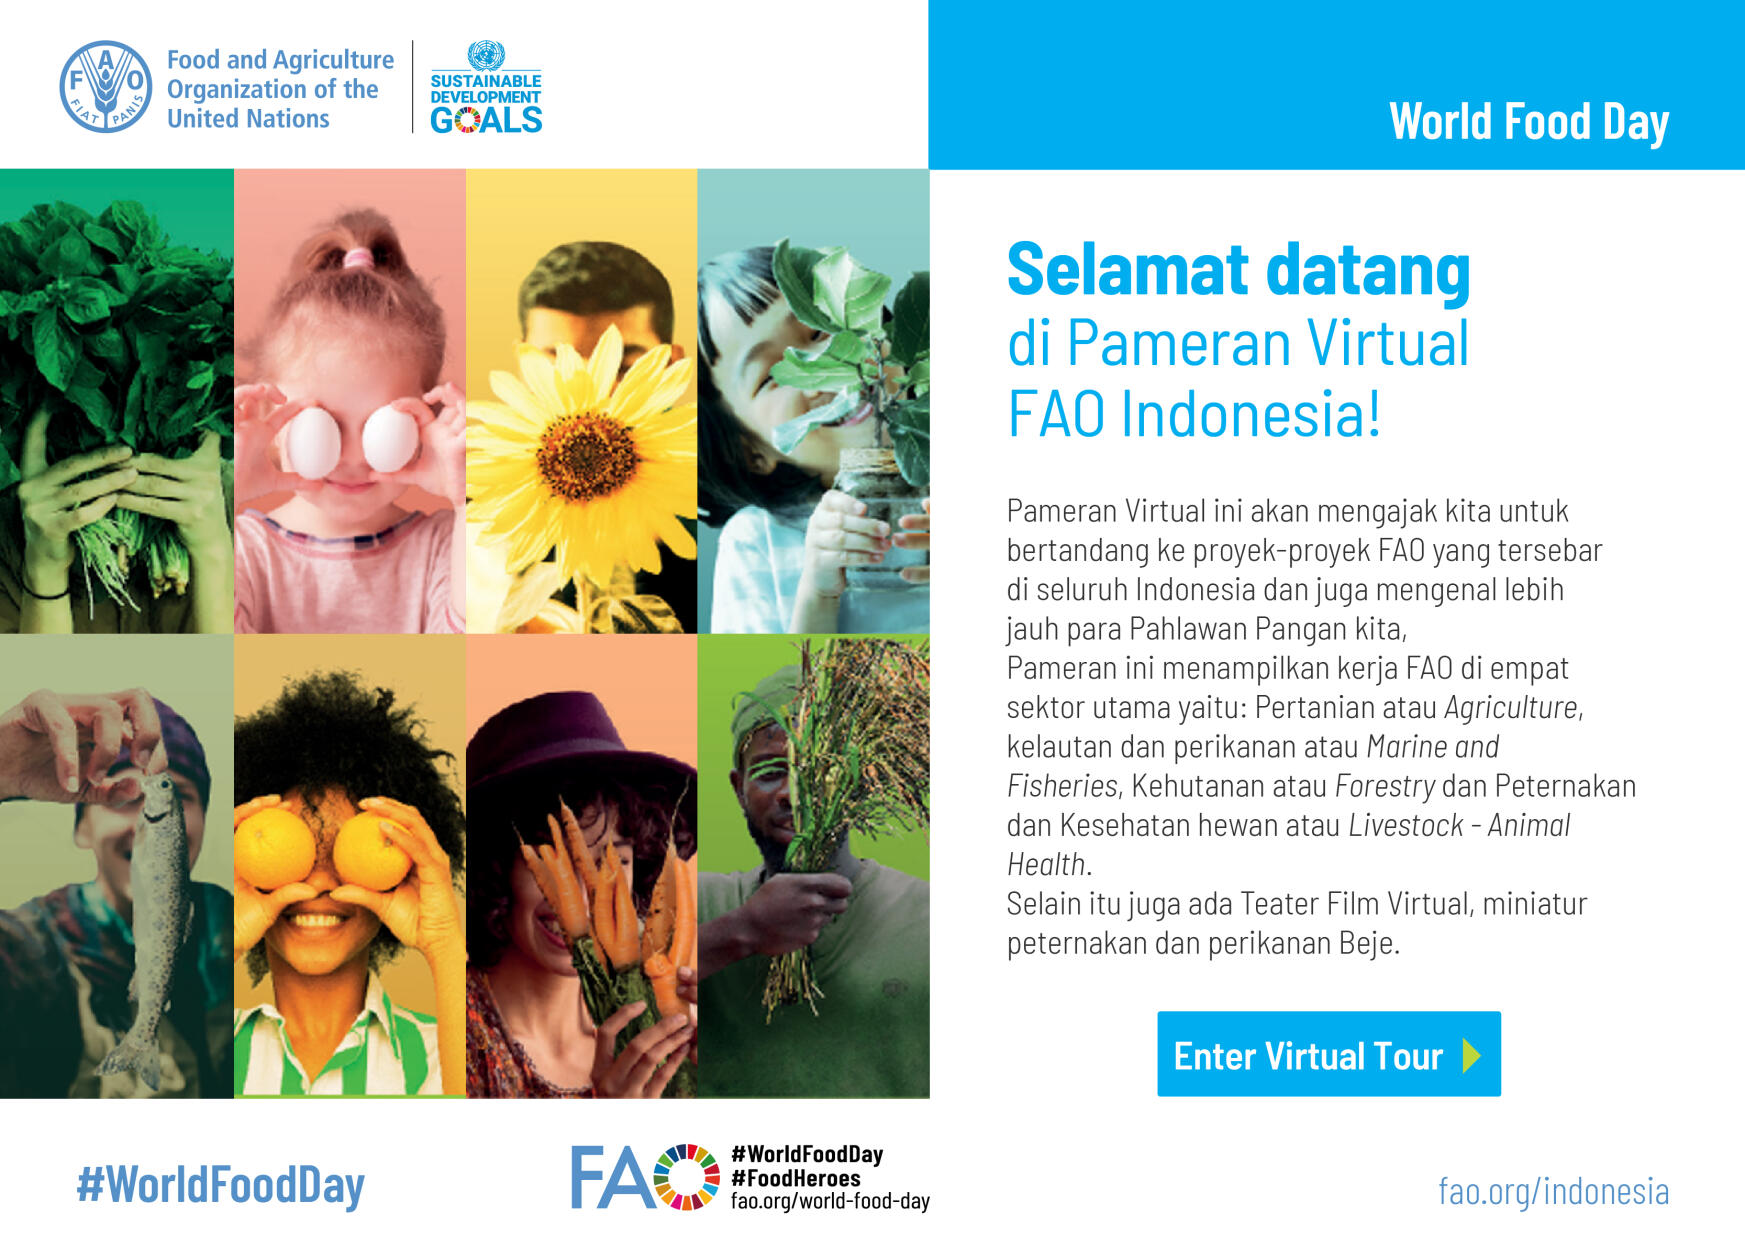 FAO
FIAT PANIS
Food and Agriculture
Organization of the
United Nations
SUSTAINABLE
DEVELOPMENT
GOALS
World Food Day
Selamat datang
di Pameran Virtual
FAO Indonesia!
Pameran Virtual ini akan mengajak kita untuk
bertandang ke proyek-proyek FAO yang tersebar
di seluruh Indonesia dan juga mengenal lebih
jauh para Pahlawan Pangan kita,
Pameran ini menampilkan kerja FAO di empat
sektor utama yaitu: Pertanian atau Agriculture,
kelautan dan perikanan atau Marine and
Fisheries, Kehutanan atau Forestry dan Peternakan
dan Kesehatan hewan atau Livestock - Animal
Health.
Selain itu juga ada Teater Film Virtual, miniatur
peternakan dan perikanan Beje.
Enter Virtual Tour
#WorldFoodDay
FAO
#WorldFoodDay
#FoodHeroes
fao.org/world-food-day
fao.org/indonesia